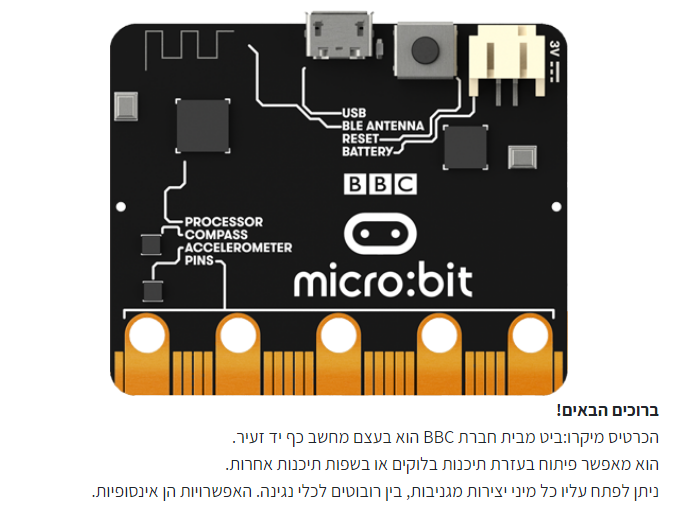 3V
USB
BLE ANTENNA
RESET
BATTERY
BBC
PROCESSOR
COMPASS
ACCELEROMETER
PINS
micro:bit
ברוכים הבאים!
הכרטיס מיקרו:ביט מבית חברת BBC הוא בעצם מחשב כף יד זעיר.
הוא מאפשר פיתוח בעזרת תיכנות בלוקים או בשפות תיכנות אחרות.
ניתן לפתח עליו כל מיני יצירות מגניבות, בין רובוטים לכלי נגינה. האפשרויות הן אינסופיות.